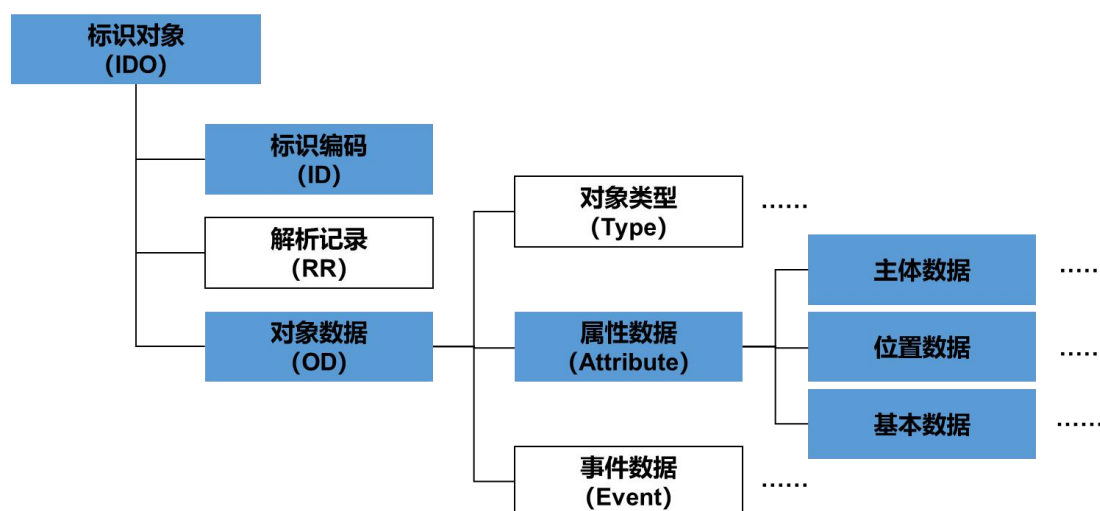 标识对象
（IDO）
标识编码
（ID）
解析记录
（RR）
对象数据
（OD）
对象类型
（Type）
……
属性数据
（Attribute）
事件数据
（Event）
……
主体数据
……
位置数据
……
基本数据
……